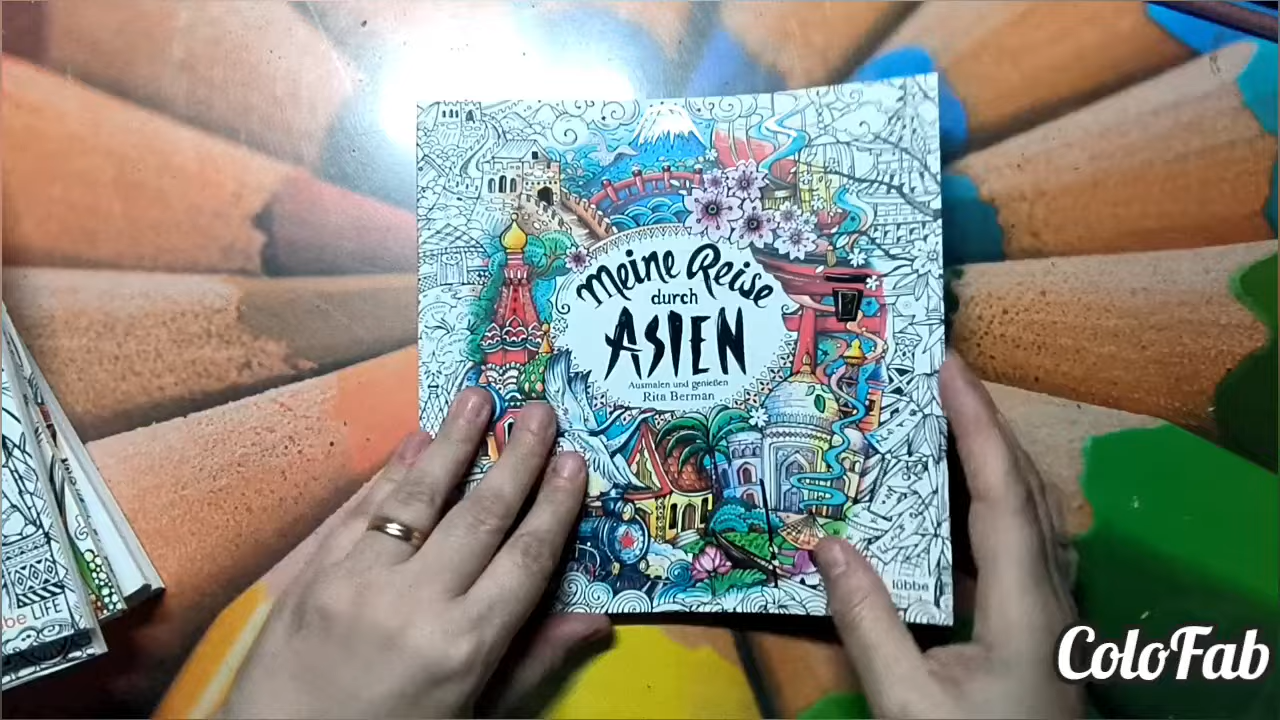 Meine Reise
durch
ASIEN
Ausmalen und genießen
Rita Berman
lübbe
LIFE
ColoFab